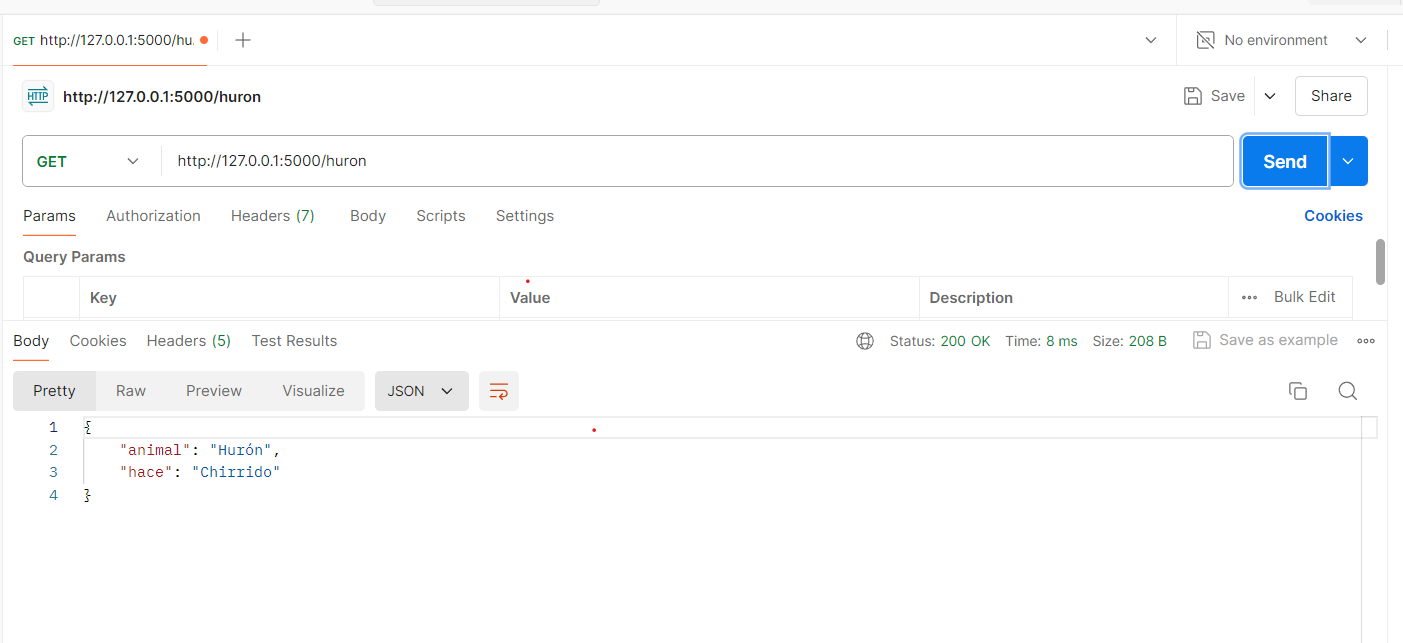 GET http://127.0.0.1:5000/hu
No environment
HTTP http://127.0.0.1:5000/huron
Save
Share
GET
http://127.0.0.1:5000/huron
Send
Params Authorization Headers (7) Body Scripts Settings Cookies
Query Params
Key Value Description Bulk Edit
Body Cookies Headers (5) Test Results Status: 200 OK Time: 8 ms Size: 208 B Save as example
Pretty Raw Preview Visualize JSON
1 {
2 "animal": "Hurón",
3 "hace": "Chirrido"
4 }